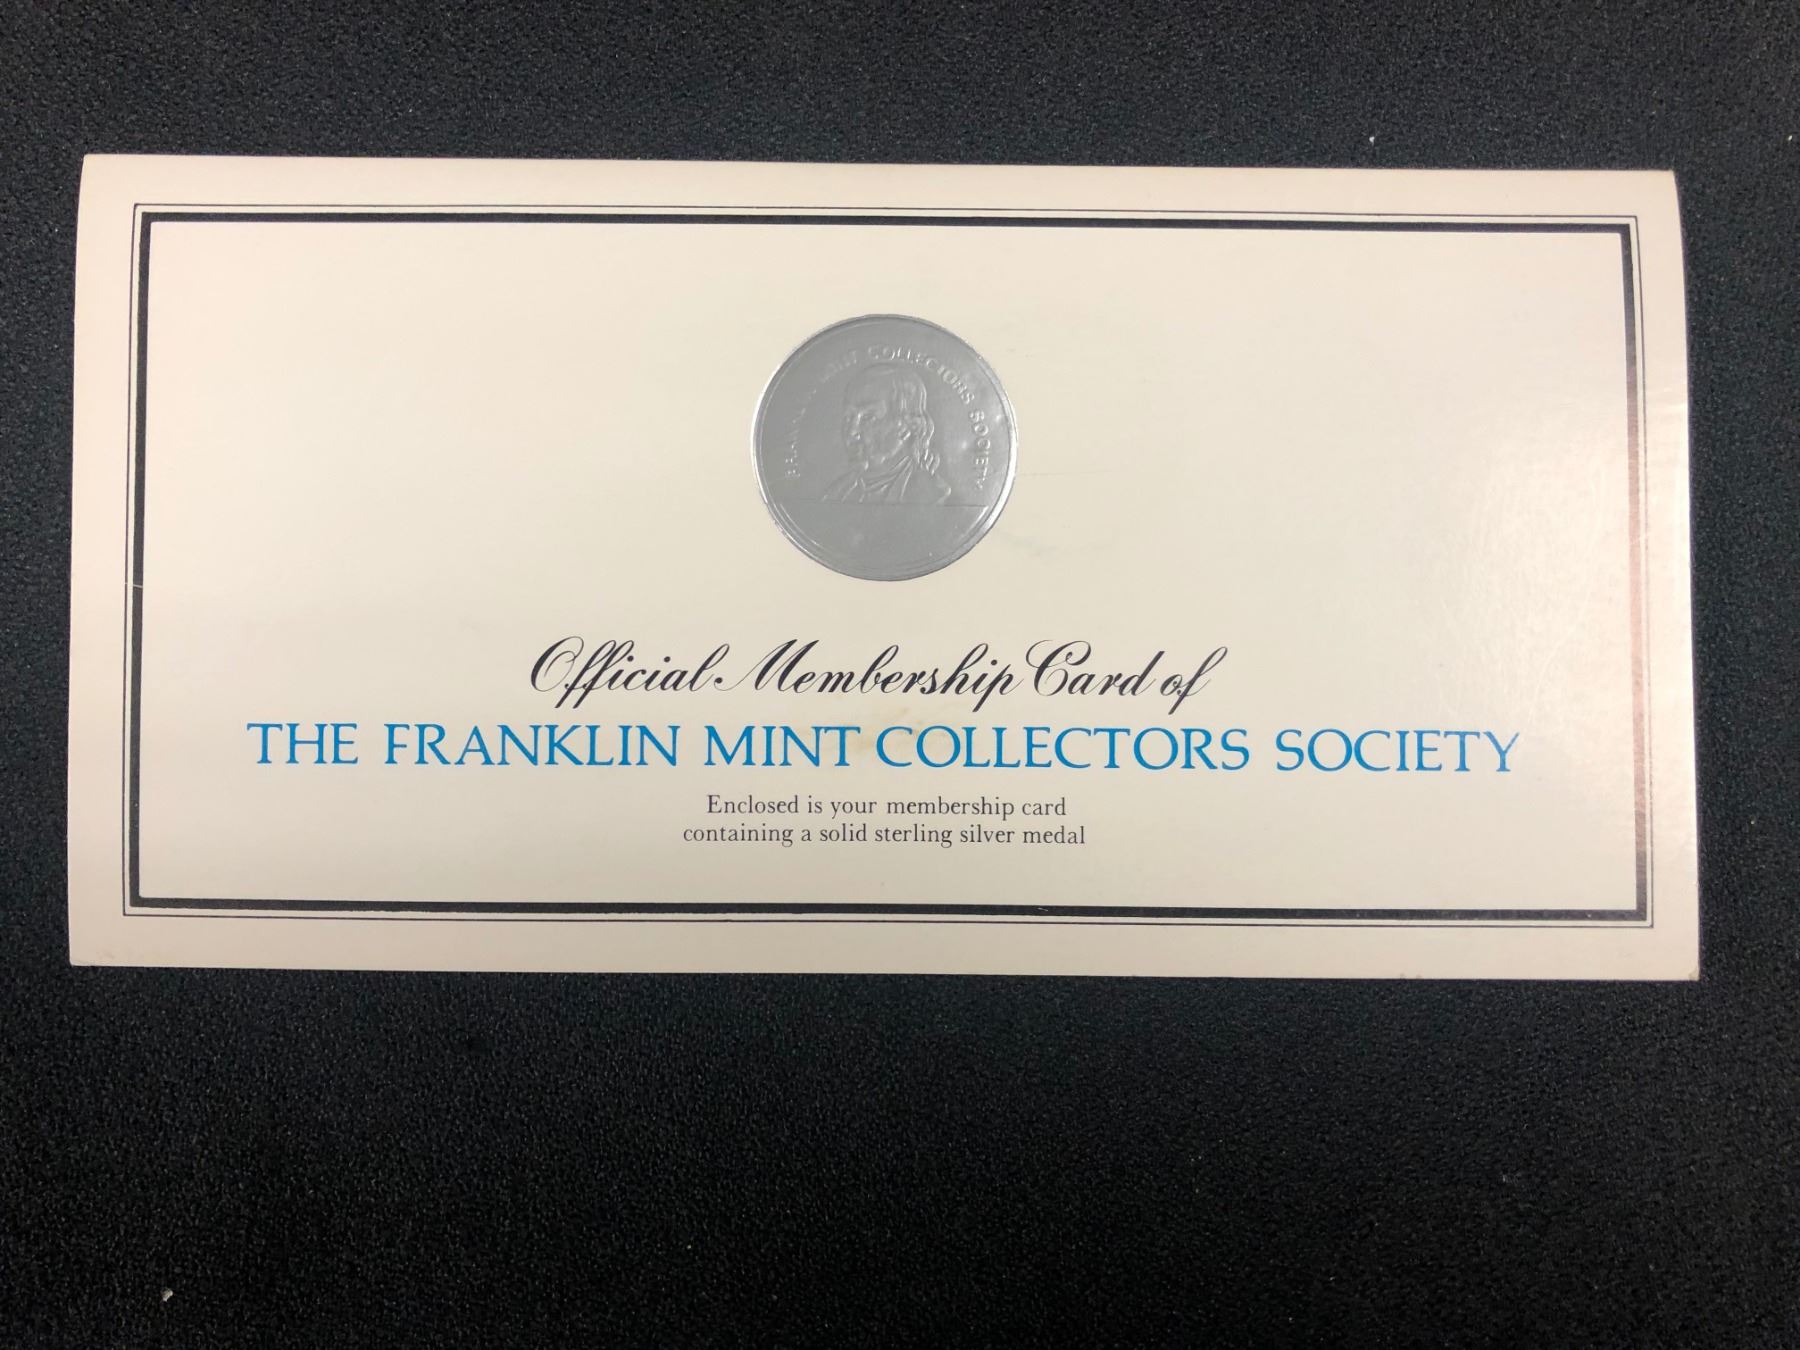 FRANKLIN MINT COLLECTORS SOCIETY
Official Membership Card of
THE FRANKLIN MINT COLLECTORS SOCIETY
Enclosed is your membership card
containing a solid sterling silver medal